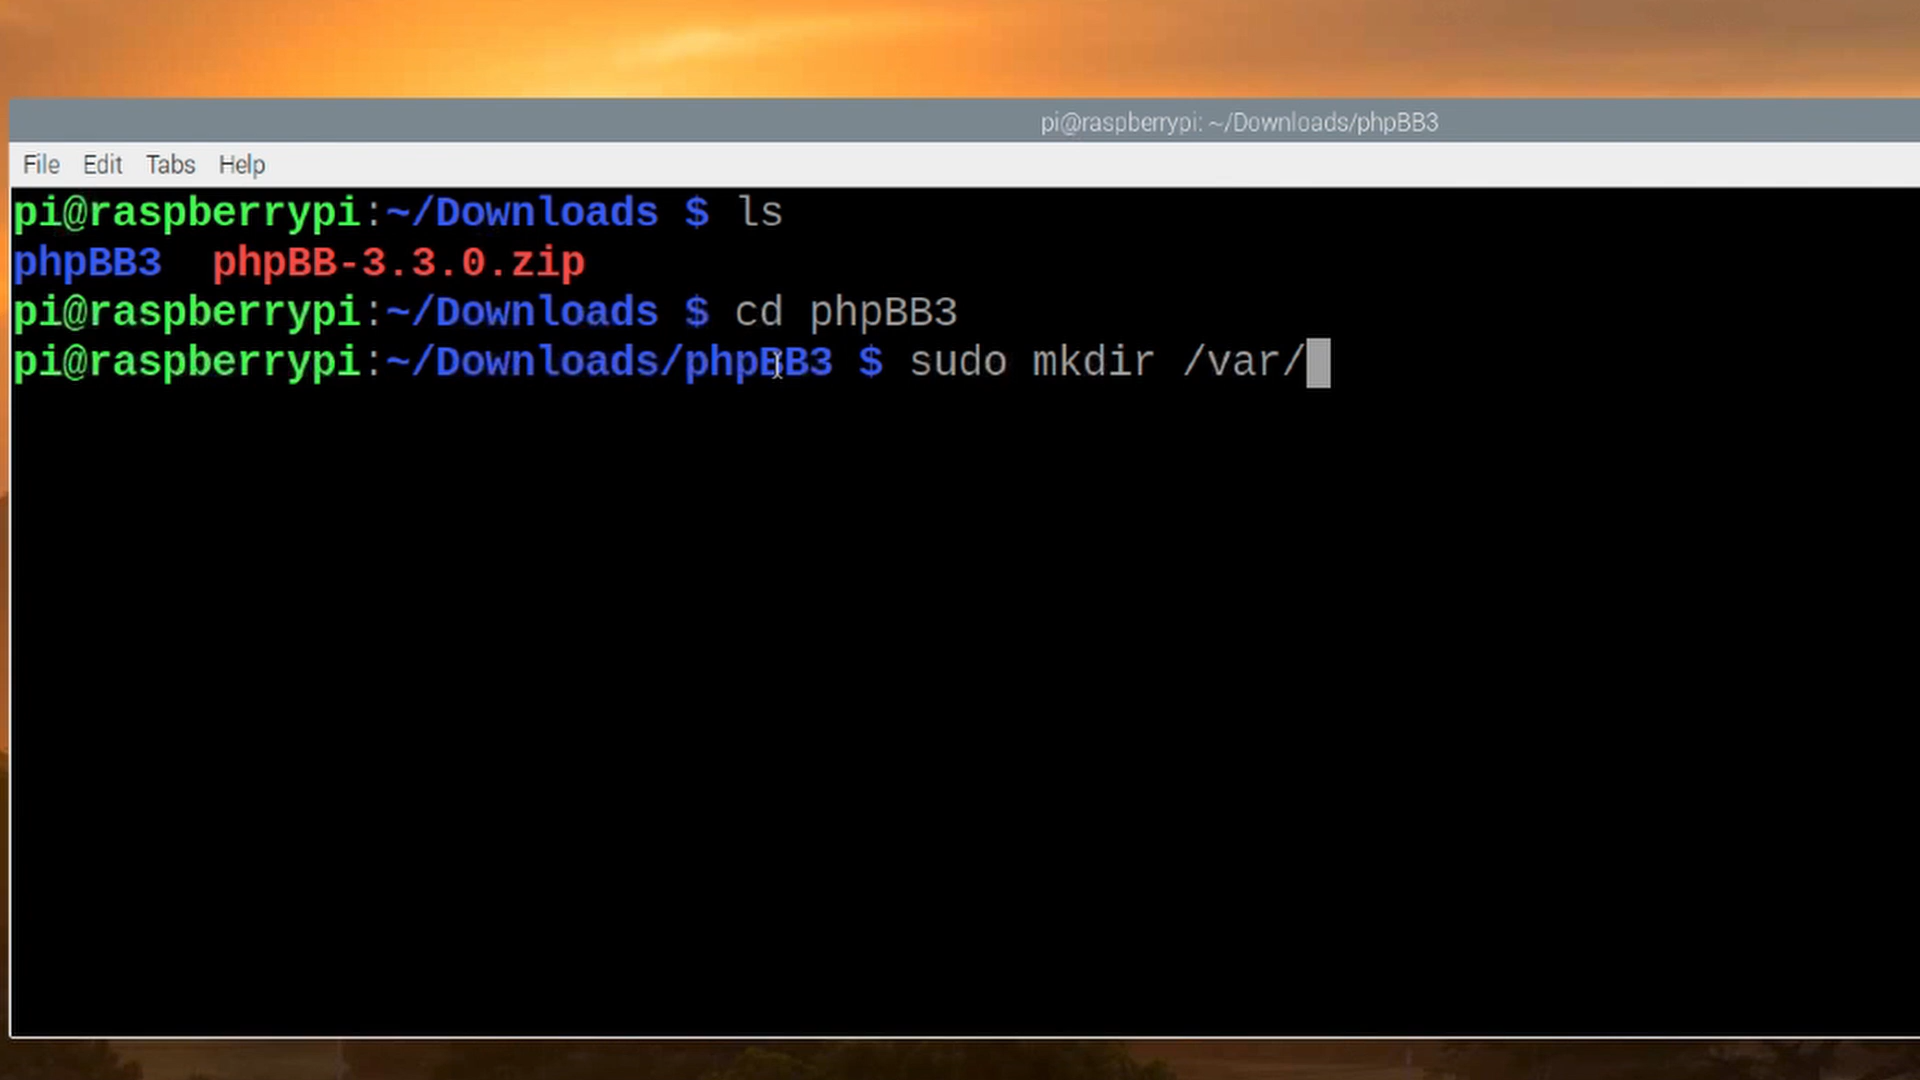 pi@raspberrypi: ~/Downloads/phpBB3
File Edit Tabs Help
pi@raspberrypi:~/Downloads $ ls
phpBB3 phpBB-3.3.0.zip
pi@raspberrypi:~/Downloads $ cd phpBB3
pi@raspberrypi:~/Downloads/phpBB3 $ sudo mkdir /var/